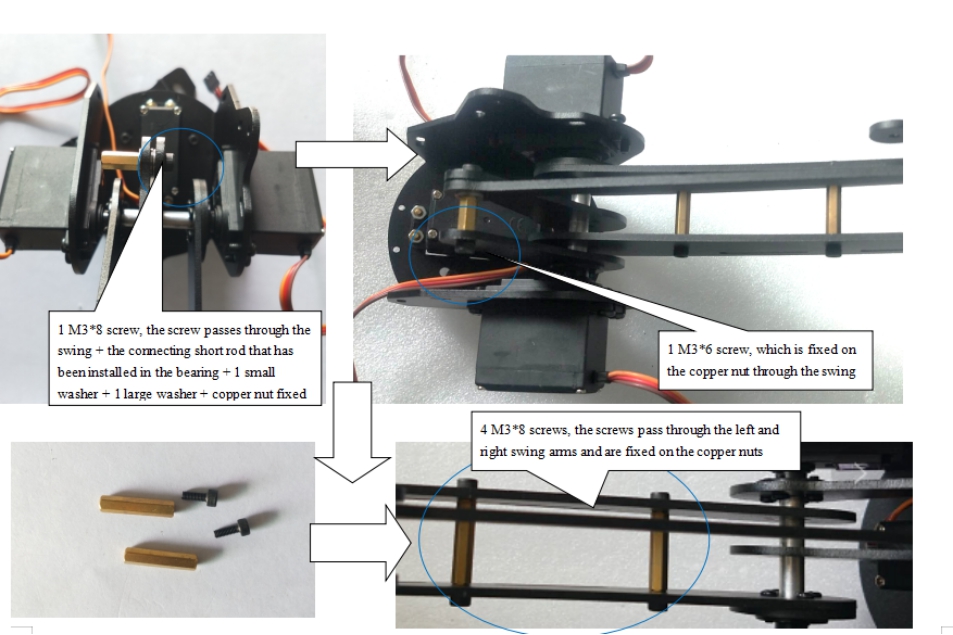 1 M3*8 screw, the screw passes through the
swing + the connecting short rod that has
been installed in the bearing + 1 small
washer + 1 large washer + copper nut fixed
1 M3*6 screw, which is fixed on
the copper nut through the swing
4 M3*8 screws, the screws pass through the left and
right swing arms and are fixed on the copper nuts